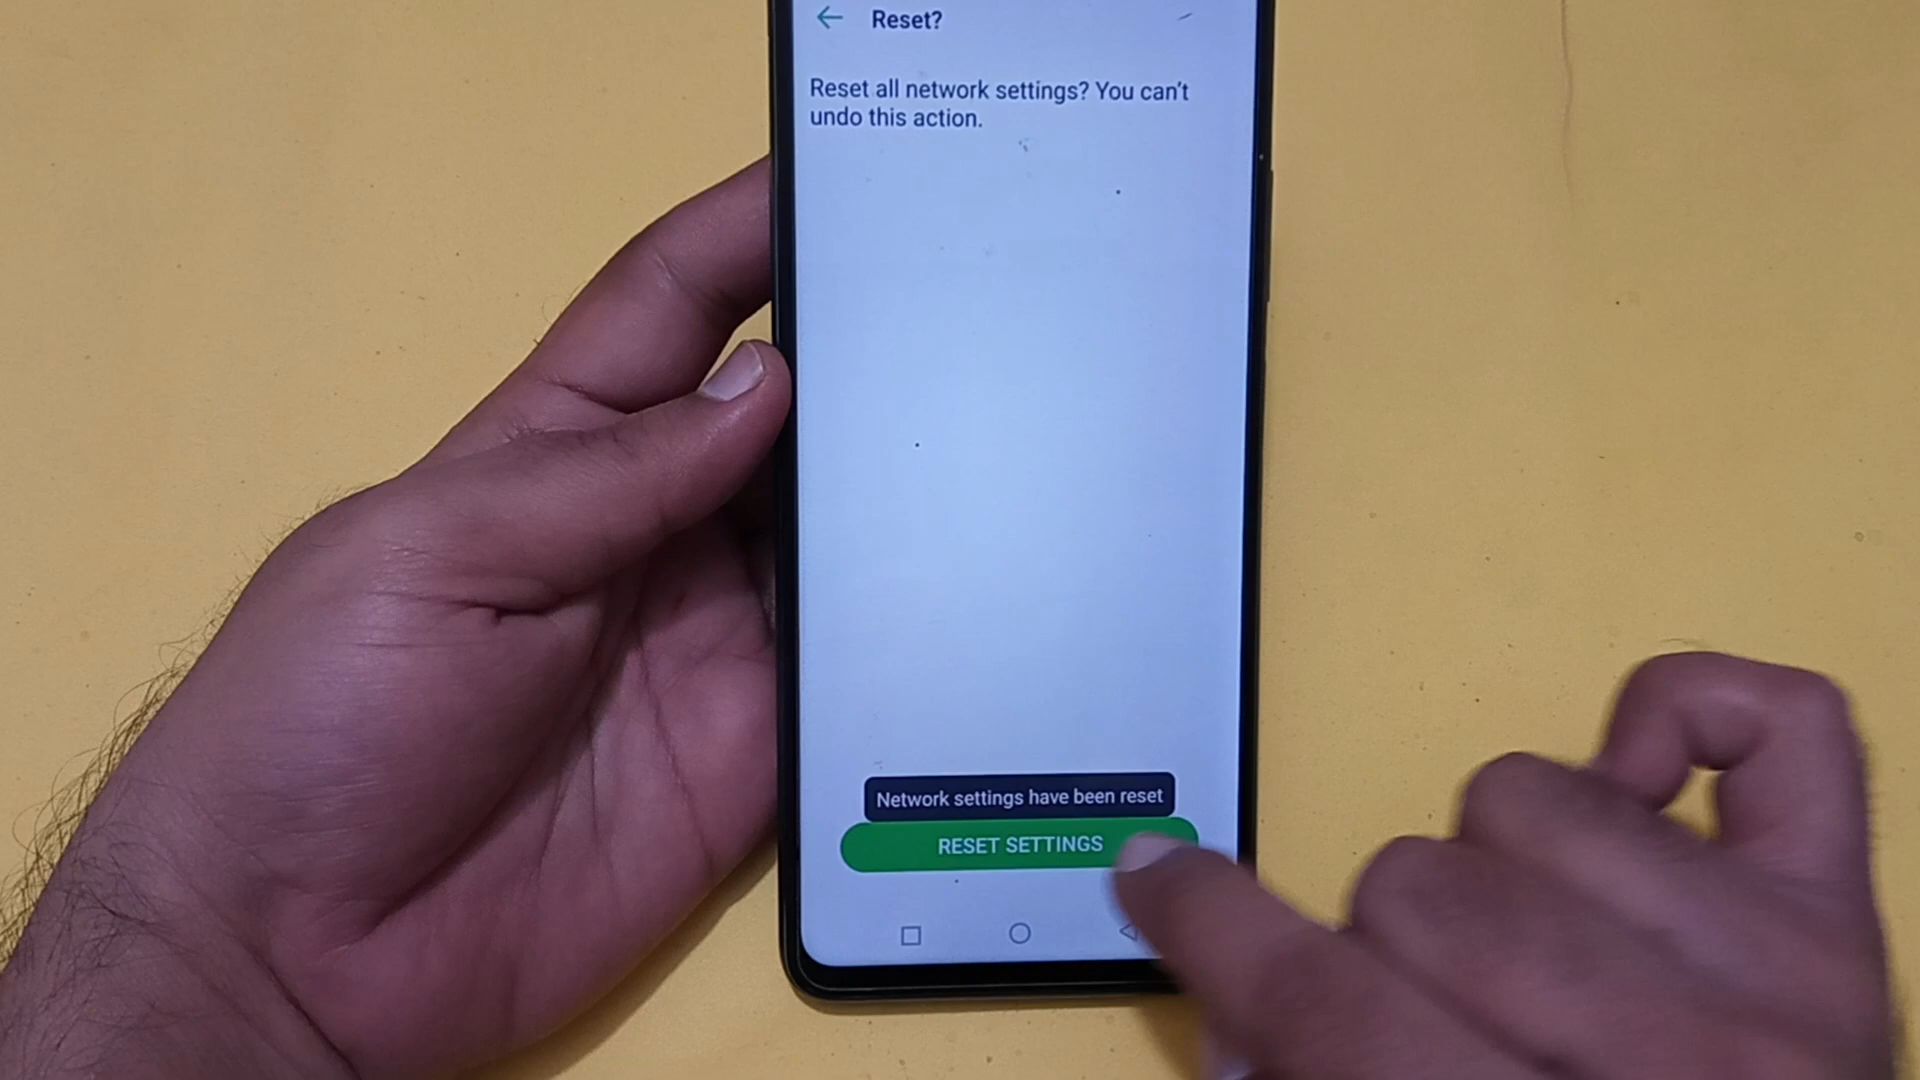 Reset?
Reset all network settings? You can't
undo this action.
Network settings have been reset
RESET SETTINGS